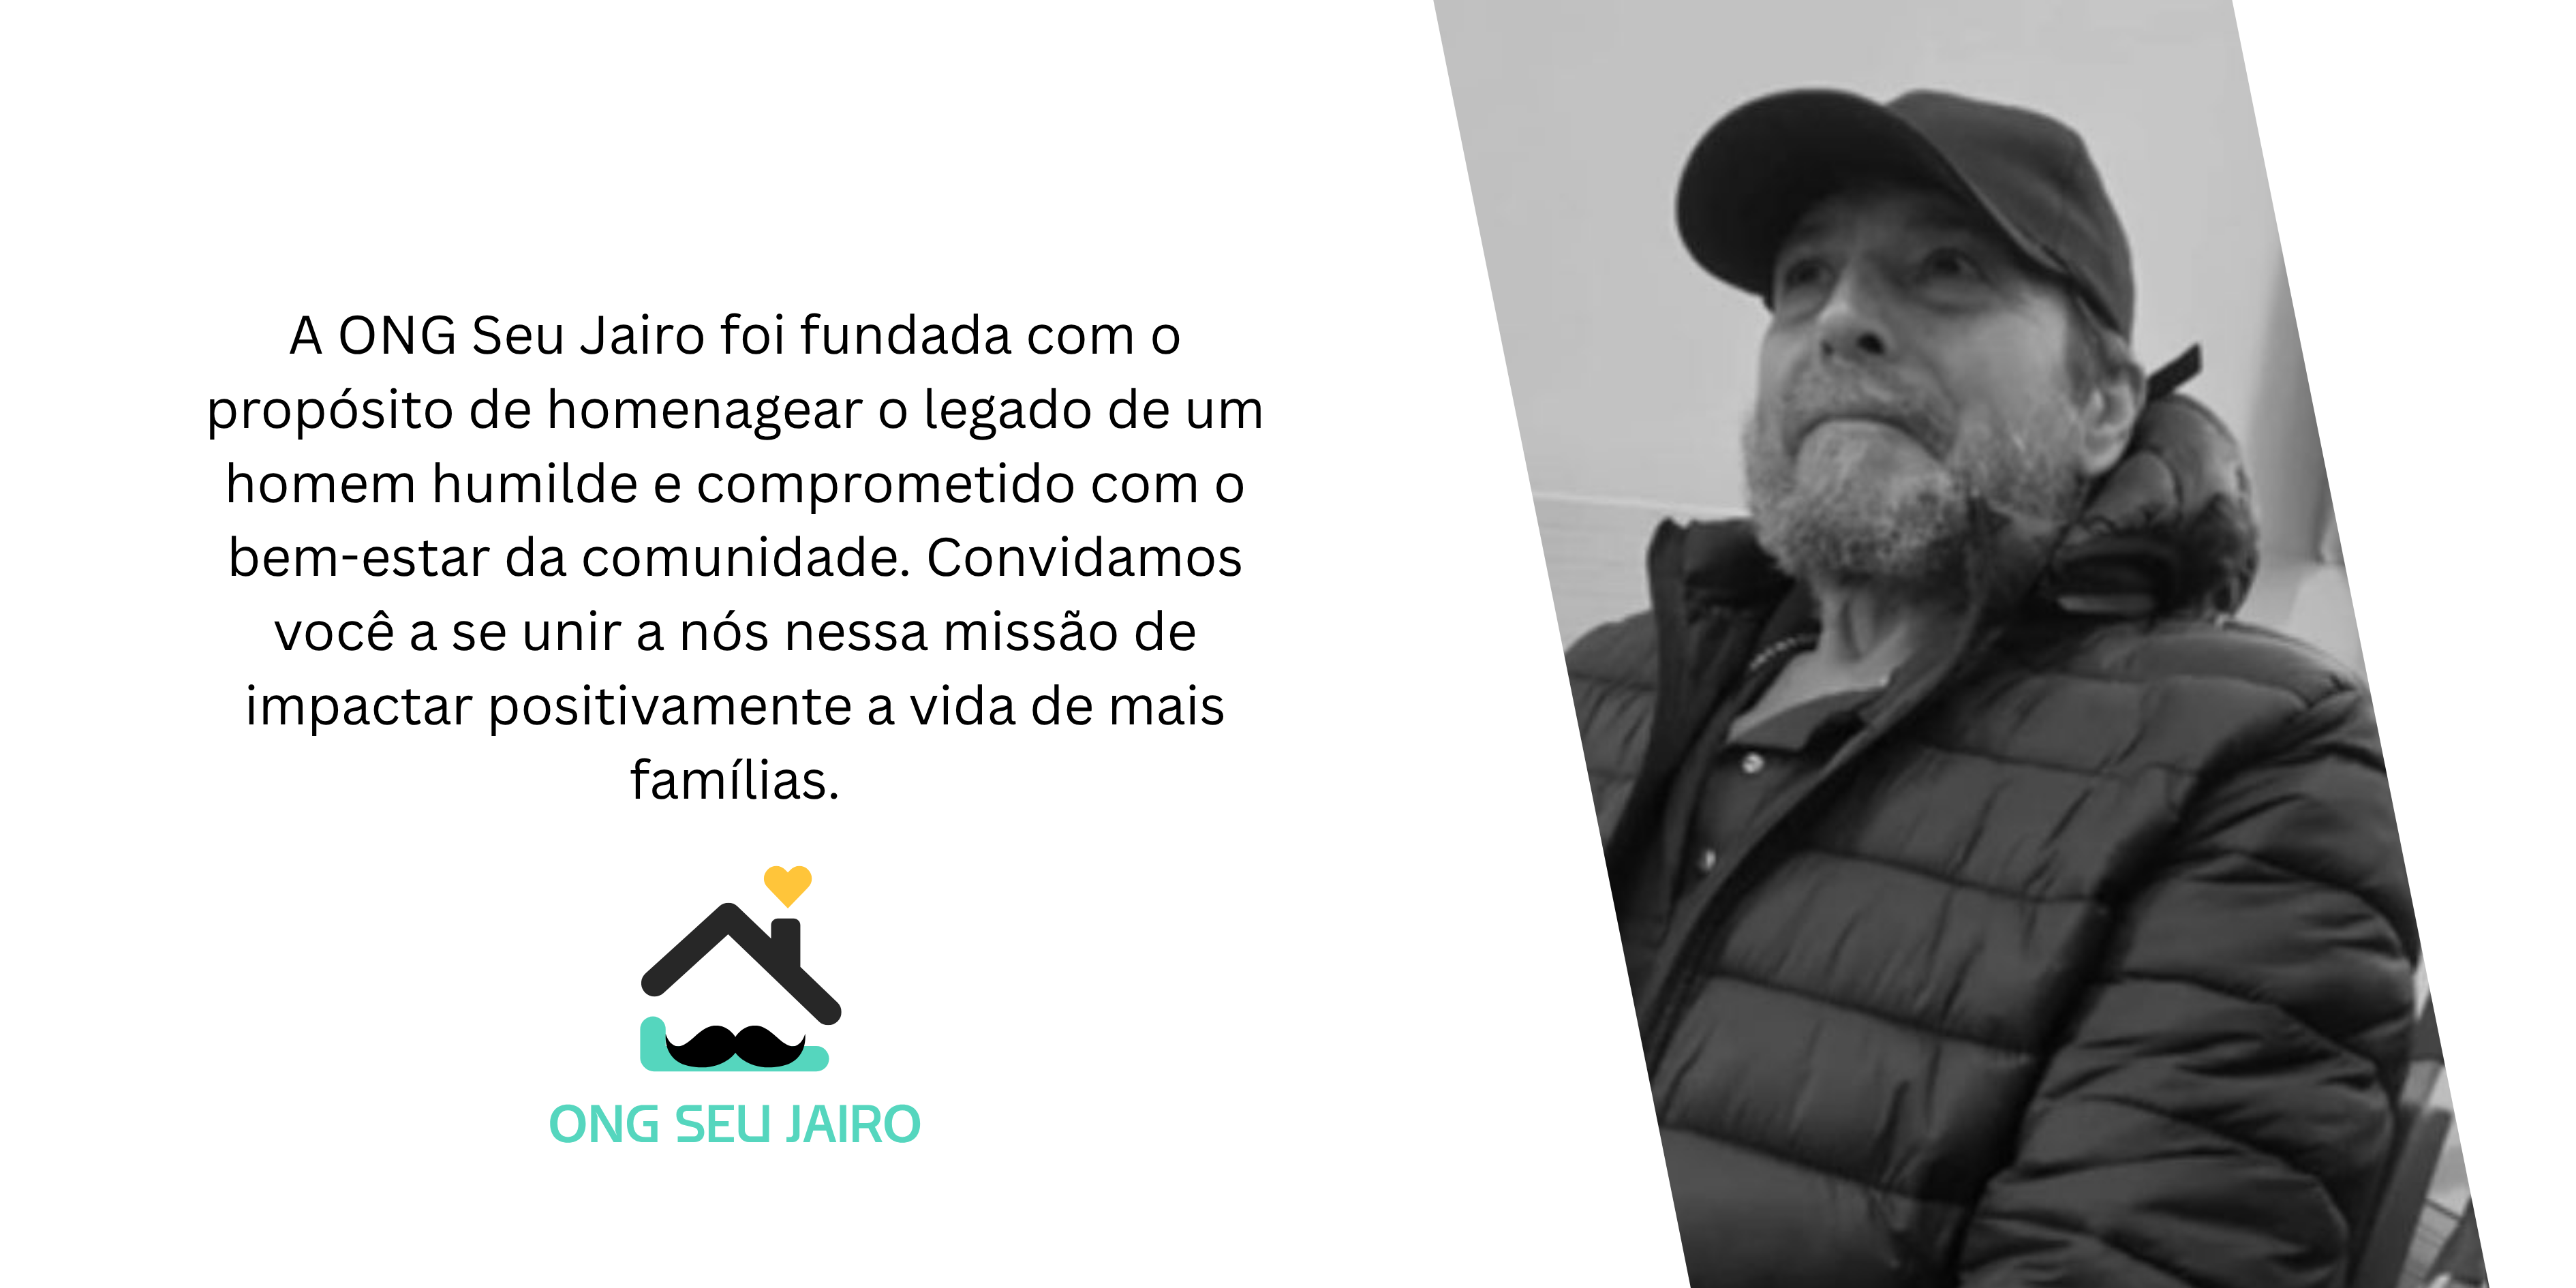 A ONG Seu Jairo foi fundada com o
propósito de homenagear o legado de um
homem humilde e comprometido com o
bem-estar da comunidade. Convidamos
você a se unir a nós nessa missão de
impactar positivamente a vida de mais
famílias.
ONG SEU JAIRO